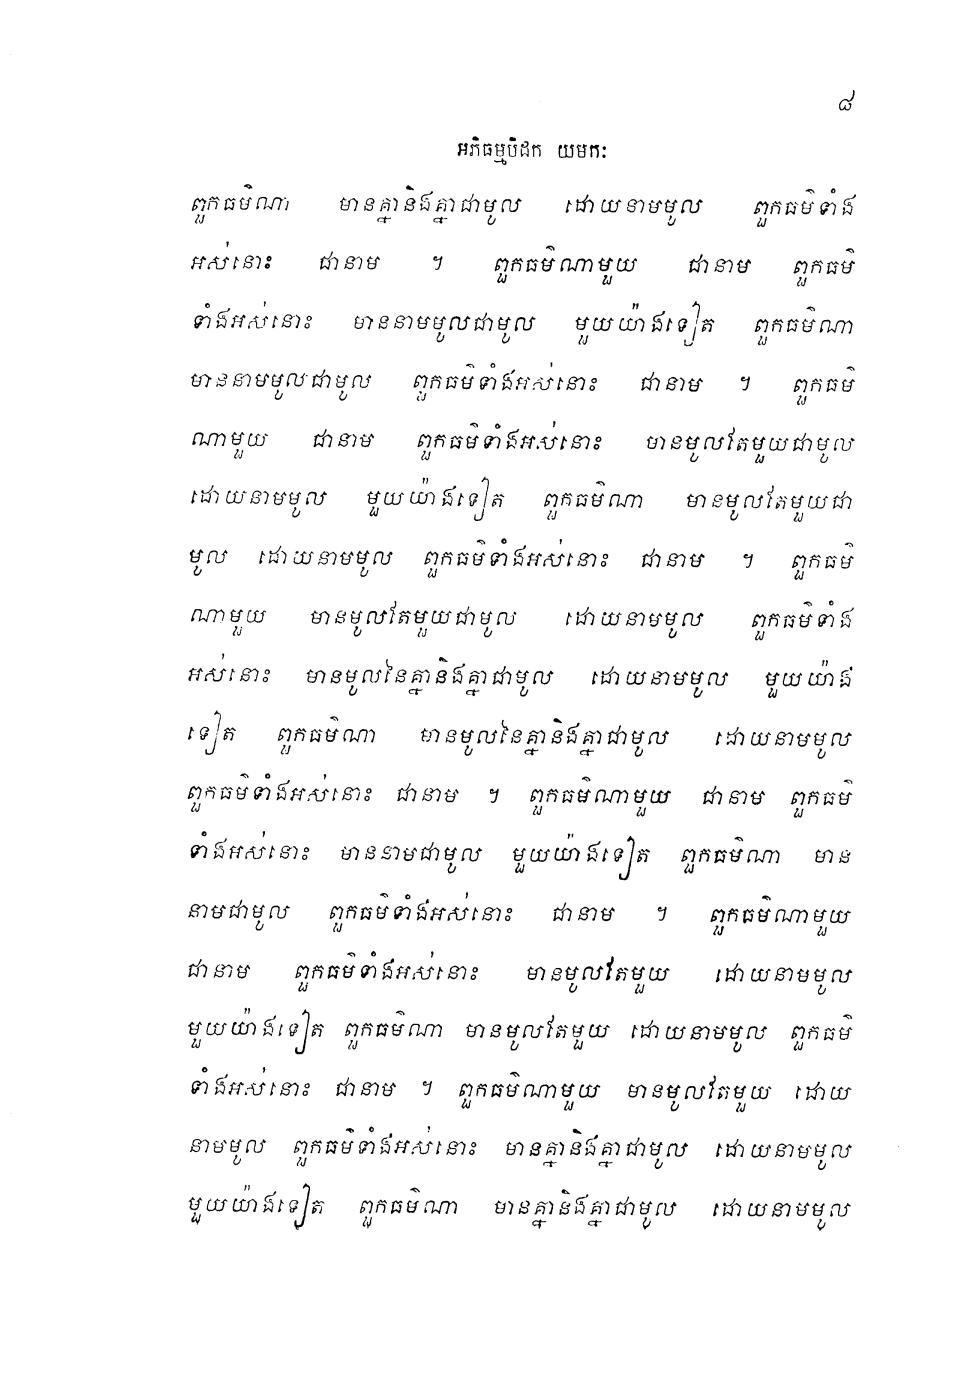 ៨
អភិធម្មបិដក យមកៈ
ពួកធម៌ណា មានគ្នានិងគ្នាជាមូល ដោយនាមមូល ពួកធម៌ទាំង
អស់នោះ ជានាម ។ ពួកធម៌ណាមួយ ជានាម ពួកធម៌
ទាំងអស់នោះ មាននាមមូលជាមូល មួយយ៉ាងទៀត ពួកធម៌ណា
មាននាមមូលជាមូល ពួកធម៌ទាំងអស់នោះ ជានាម ។ ពួកធម៌
ណាមួយ ជានាម ពួកធម៌ទាំងអស់នោះ មានមូលតែមួយជាមូល
ដោយនាមមូល មួយយ៉ាងទៀត ពួកធម៌ណា មានមូលតែមួយជា
មូល ដោយនាមមូល ពួកធម៌ទាំងអស់នោះ ជានាម ។ ពួកធម៌
ណាមួយ មានមូលតែមួយជាមូល ដោយនាមមូល ពួកធម៌ទាំង
អស់នោះ មានមូលនៃគ្នានិងគ្នាជាមូល ដោយនាមមូល មួយយ៉ាង
ទៀត ពួកធម៌ណា មានមូលនៃគ្នានិងគ្នាជាមូល ដោយនាមមូល
ពួកធម៌ទាំងអស់នោះ ជានាម ។ ពួកធម៌ណាមួយ ជានាម ពួកធម៌
ទាំងអស់នោះ មាននាមជាមូល មួយយ៉ាងទៀត ពួកធម៌ណា មាន
នាមជាមូល ពួកធម៌ទាំងអស់នោះ ជានាម ។ ពួកធម៌ណាមួយ
ជានាម ពួកធម៌ទាំងអស់នោះ មានមូលតែមួយ ដោយនាមមូល
មួយយ៉ាងទៀត ពួកធម៌ណា មានមូលតែមួយ ដោយនាមមូល ពួកធម៌
ទាំងអស់នោះ ជានាម ។ ពួកធម៌ណាមួយ មានមូលតែមួយ ដោយ
នាមមូល ពួកធម៌ទាំងអស់នោះ មានគ្នានិងគ្នាជាមូល ដោយនាមមូល
មួយយ៉ាងទៀត ពួកធម៌ណា មានគ្នានិងគ្នាជាមូល ដោយនាមមូល